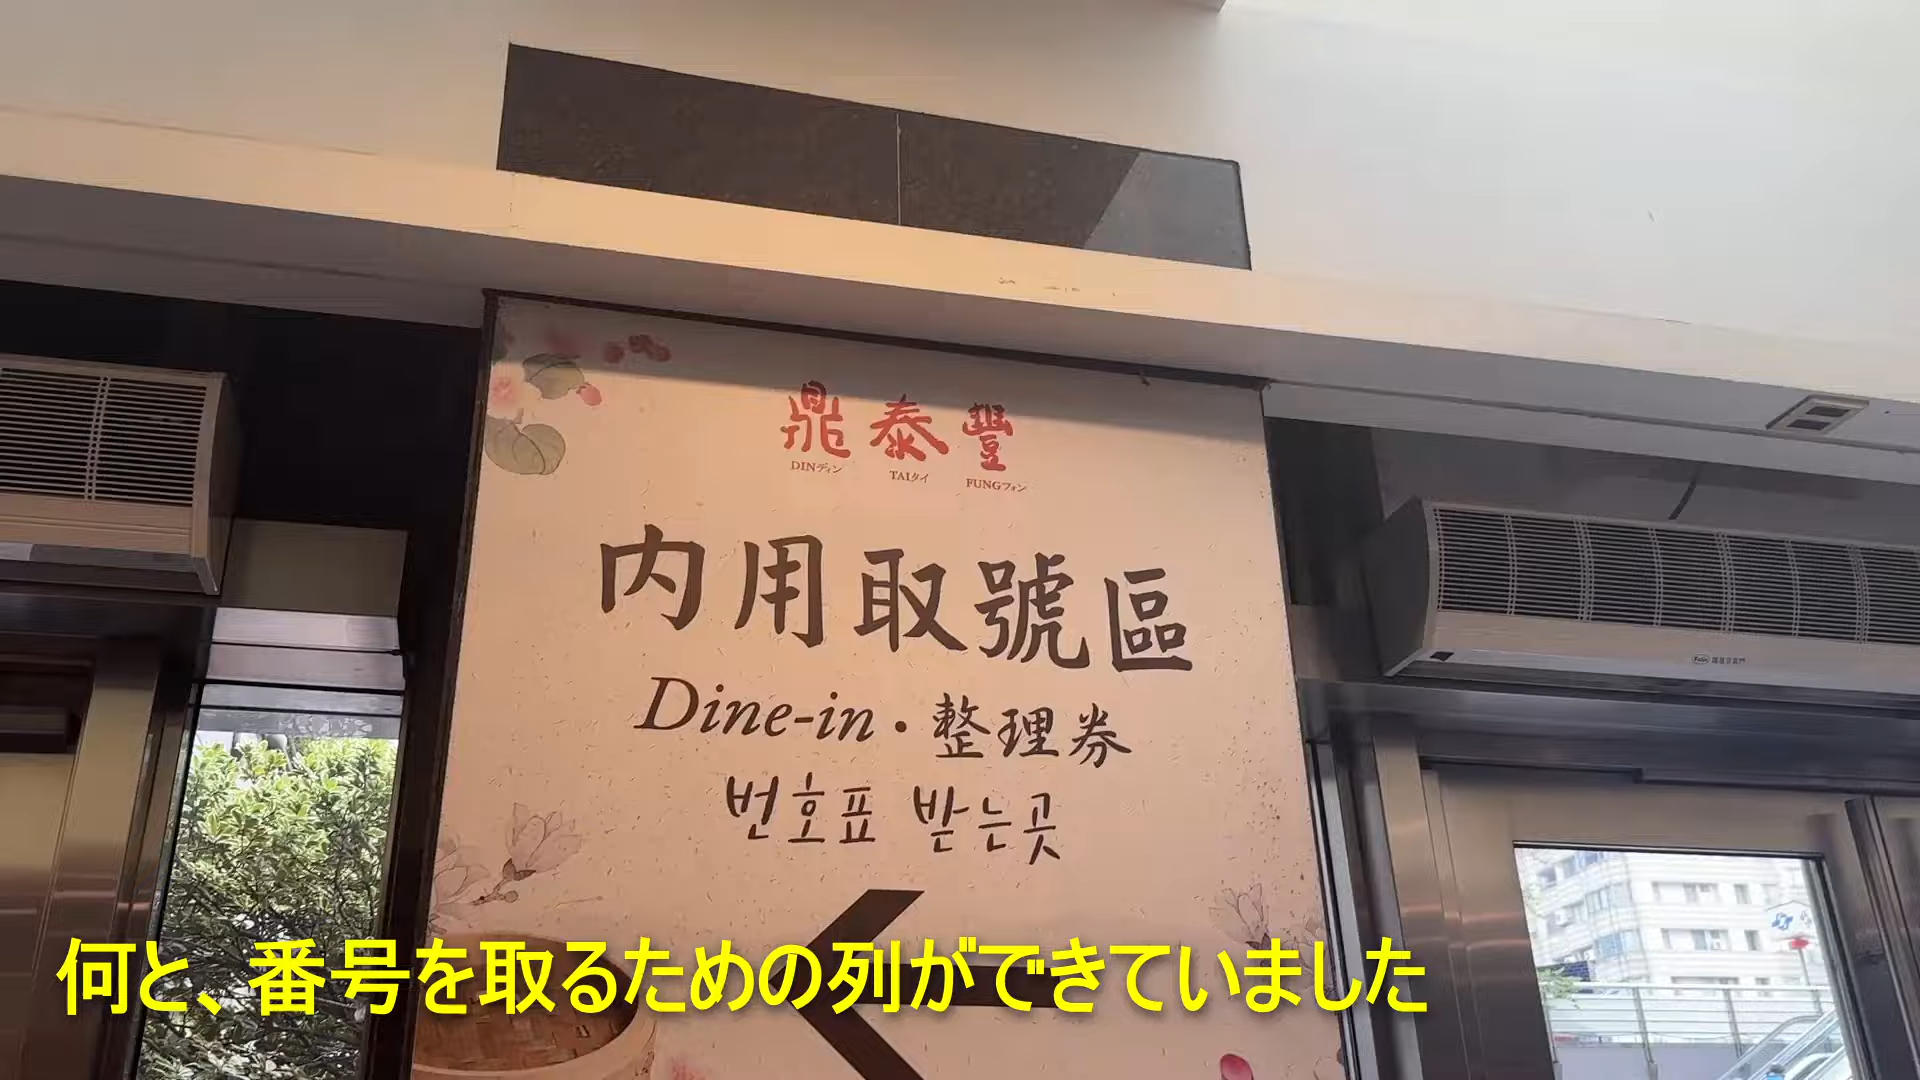 鼎泰豐
DINディン TAIタイ FUNGフォン
内用取號區
Dine-in・整理券
번호표 받는곳
何と、番号を取るための列ができていました